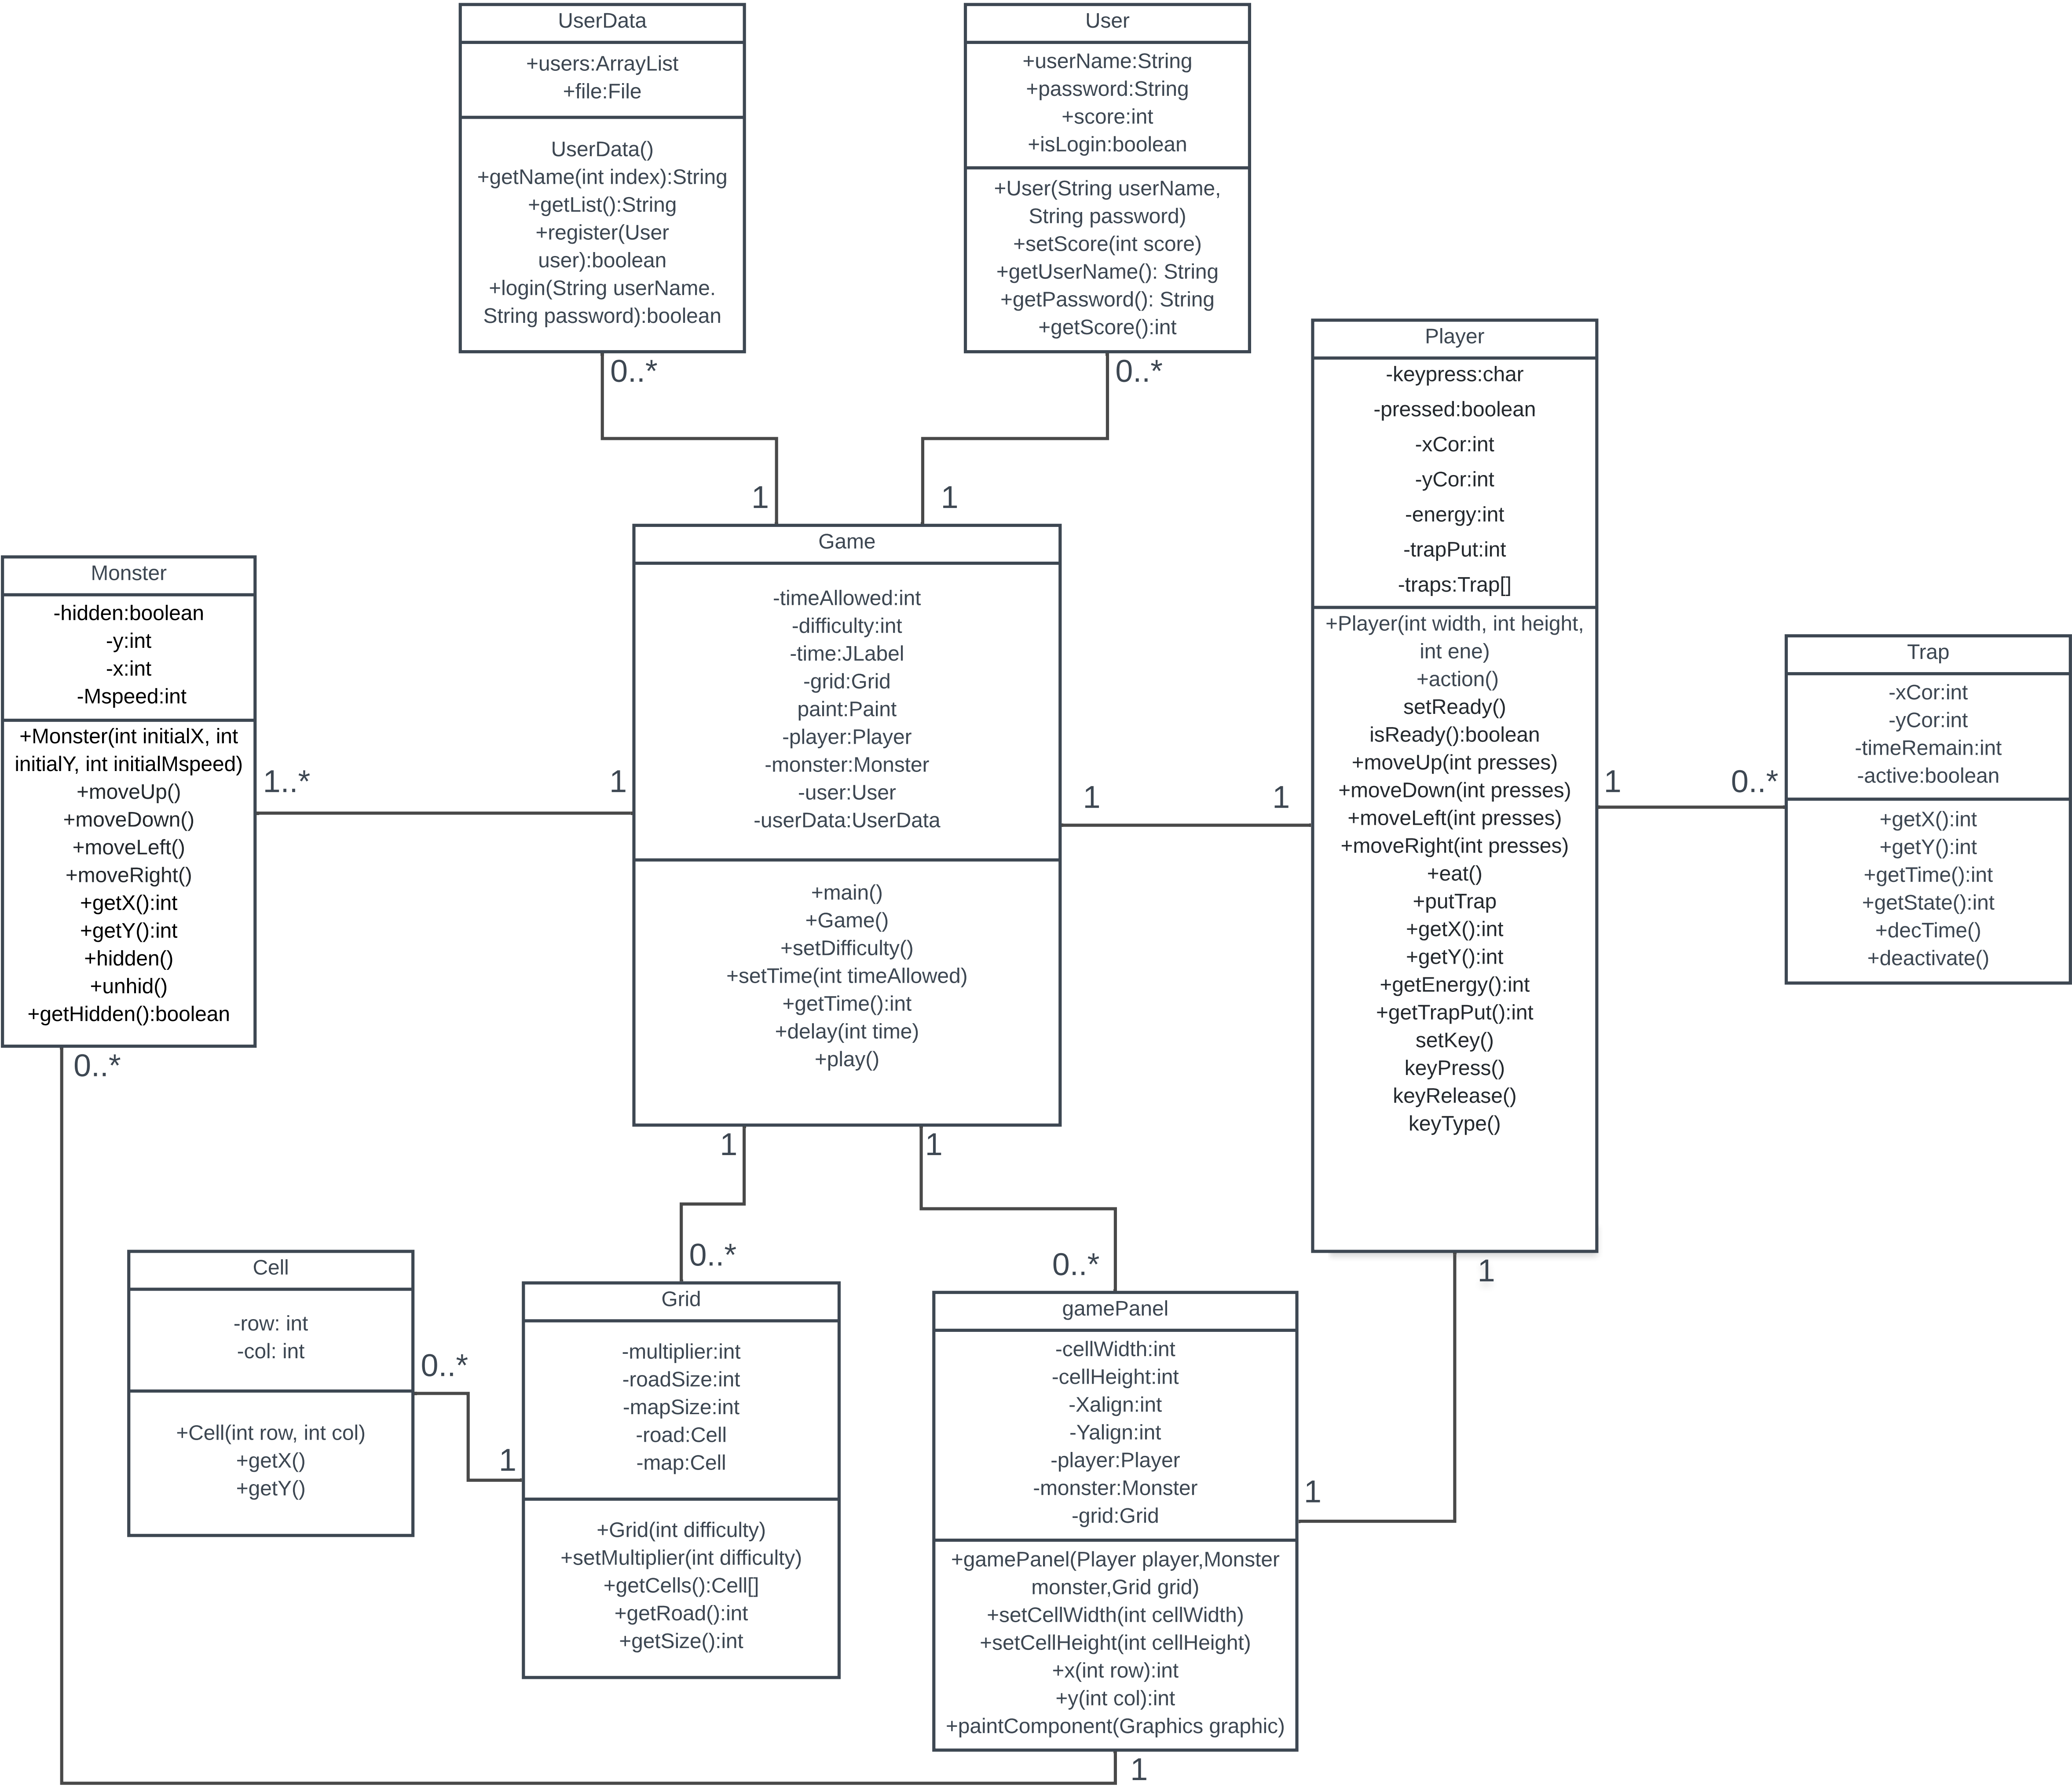 UserData
+users:ArrayList
+file:File
UserData()
+getName(int index):String
+getList():String
+register(User
user):boolean
+login(String userName.
String password):boolean
0..*
1
User
+userName:String
+password:String
+score:int
+isLogin:boolean
+User(String userName,
String password)
+setScore(int score)
+getUserName(): String
+getPassword(): String
+getScore():int
0..*
1
Monster
-hidden:boolean
-y:int
-x:int
-Mspeed:int
+Monster(int initialX, int
initialY, int initialMspeed)
+moveUp()
+moveDown()
+moveLeft()
+moveRight()
+getX():int
+getY():int
+hidden()
+unhid()
+getHidden():boolean
1..*
1
0..*
Game
-timeAllowed:int
-difficulty:int
-time:JLabel
-grid:Grid
paint:Paint
-player:Player
-monster:Monster
-user:User
-userData:UserData
+main()
+Game()
+setDifficulty()
+setTime(int timeAllowed)
+getTime():int
+delay(int time)
+play()
1
1
1
1
Player
-keypress:char
-pressed:boolean
-xCor:int
-yCor:int
-energy:int
-trapPut:int
-traps:Trap[]
+Player(int width, int height,
int ene)
+action()
setReady()
isReady():boolean
+moveUp(int presses)
+moveDown(int presses)
+moveLeft(int presses)
+moveRight(int presses)
+eat()
+putTrap
+getX():int
+getY():int
+getEnergy():int
+getTrapPut():int
setKey()
keyPress()
keyRelease()
keyType()
1
0..*
1
Trap
-xCor:int
-yCor:int
-timeRemain:int
-active:boolean
+getX():int
+getY():int
+getTime():int
+getState():int
+decTime()
+deactivate()
Cell
-row: int
-col: int
+Cell(int row, int col)
+getX()
+getY()
0..*
1
0..*
Grid
-multiplier:int
-roadSize:int
-mapSize:int
-road:Cell
-map:Cell
+Grid(int difficulty)
+setMultiplier(int difficulty)
+getCells():Cell[]
+getRoad():int
+getSize():int
0..*
gamePanel
-cellWidth:int
-cellHeight:int
-Xalign:int
-Yalign:int
-player:Player
-monster:Monster
-grid:Grid
+gamePanel(Player player,Monster
monster,Grid grid)
+setCellWidth(int cellWidth)
+setCellHeight(int cellHeight)
+x(int row):int
+y(int col):int
+paintComponent(Graphics graphic)
1
1